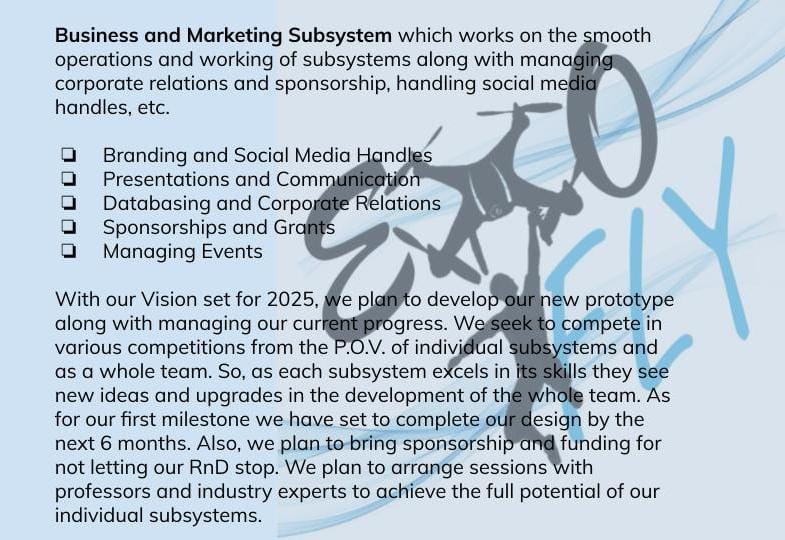 Business and Marketing Subsystem which works on the smooth
operations and working of subsystems along with managing
corporate relations and sponsorship, handling social media
handles, etc.
❏ Branding and Social Media Handles
❏ Presentations and Communication
❏ Databasing and Corporate Relations
❏ Sponsorships and Grants
❏ Managing Events
With our Vision set for 2025, we plan to develop our new prototype
along with managing our current progress. We seek to compete in
various competitions from the P.O.V. of individual subsystems and
as a whole team. So, as each subsystem excels in its skills they see
new ideas and upgrades in the development of the whole team. As
for our first milestone we have set to complete our design by the
next 6 months. Also, we plan to bring sponsorship and funding for
not letting our RnD stop. We plan to arrange sessions with
professors and industry experts to achieve the full potential of our
individual subsystems.
FLY